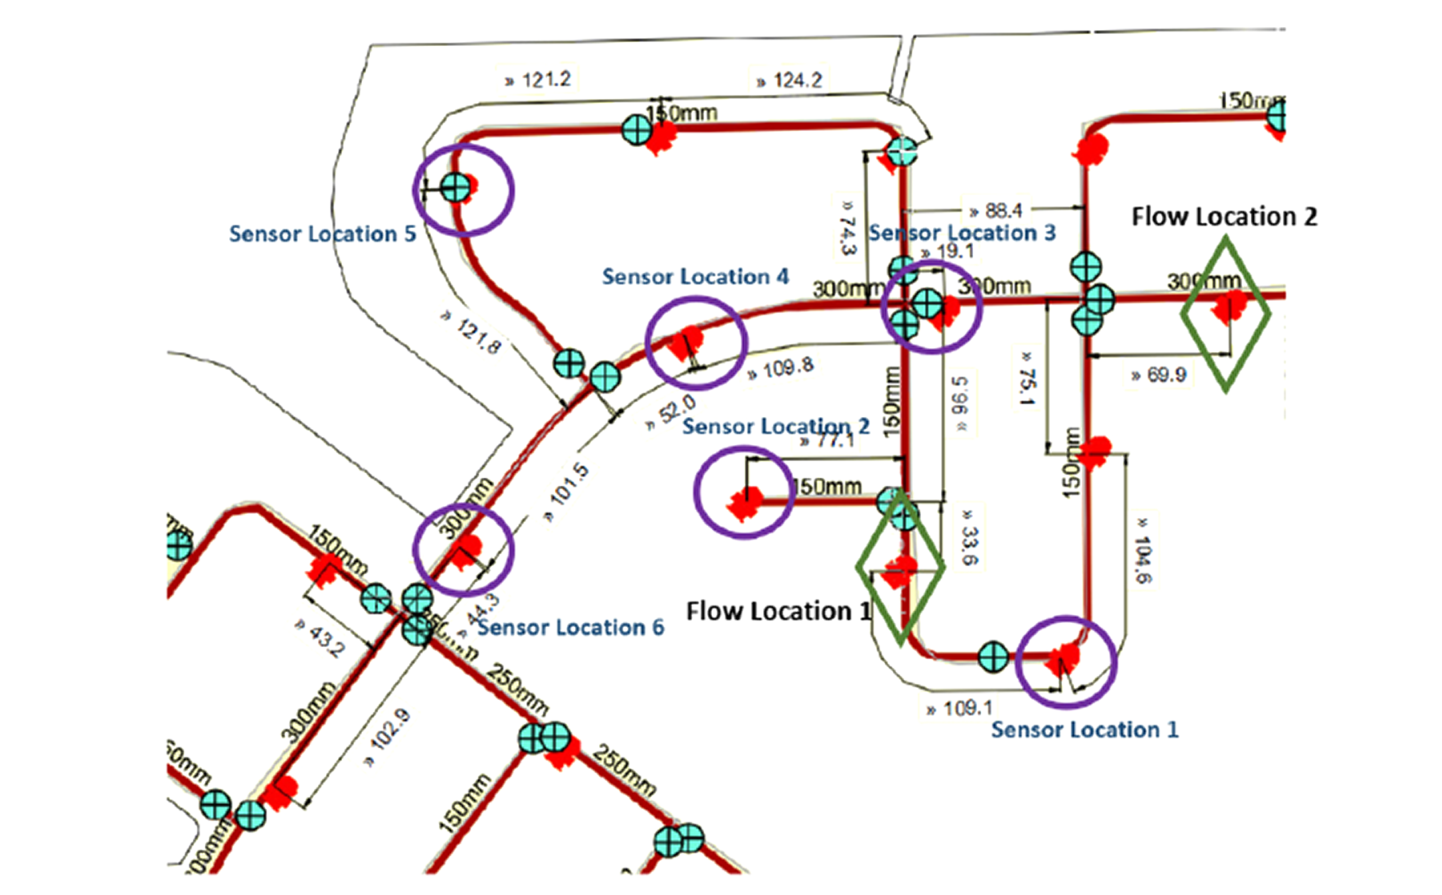 » 121.2
» 124.2
150mm
150mm
» 88.4
Flow Location 2
Sensor Location 5
» 74.3
Sensor Location 3
» 19.1
Sensor Location 4
300mm
300mm
300mm
» 121.8
» 109.8
» 75.1
» 69.9
» 52.0
150mm
» 96.5
Sensor Location 2
» 77.1
150mm
150mm
» 101.5
300mm
150mm
» 33.6
» 104.6
Flow Location 1
» 44.3
Sensor Location 6
» 43.2
250mm
300mm
» 109.1
Sensor Location 1
» 102.9
250mm
150mm